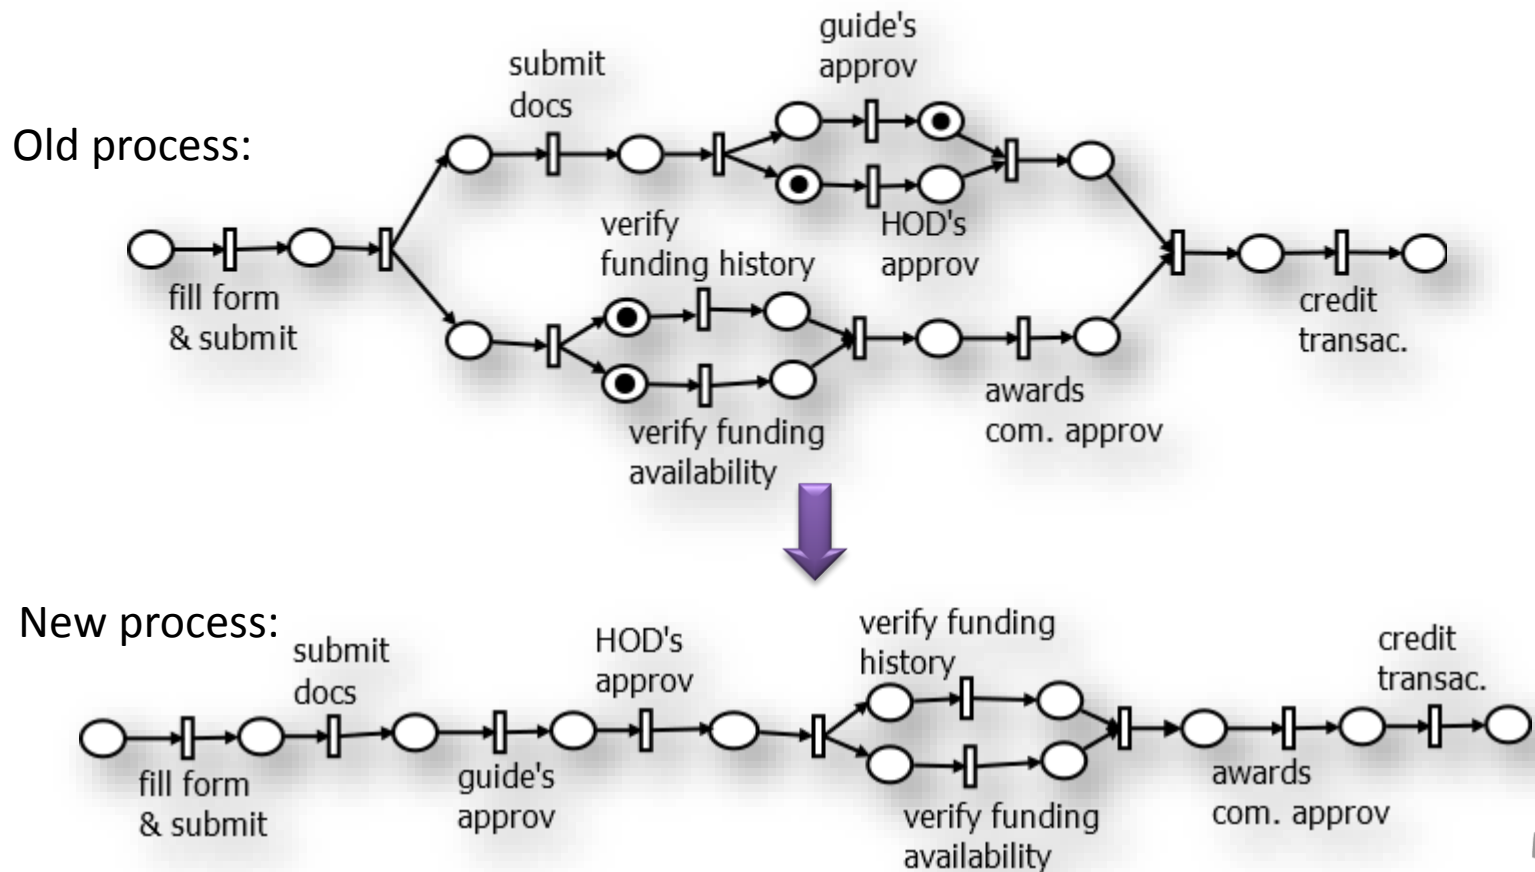 Old process:
submit
docs
guide's
approv
verify
funding history
HOD's
approv
fill form
& submit
credit
transac.
awards
com. approv
verify funding
availability
New process:
submit
docs
HOD's
approv
verify funding
history
credit
transac.
fill form
& submit
guide's
approv
awards
com. approv
verify funding
availability